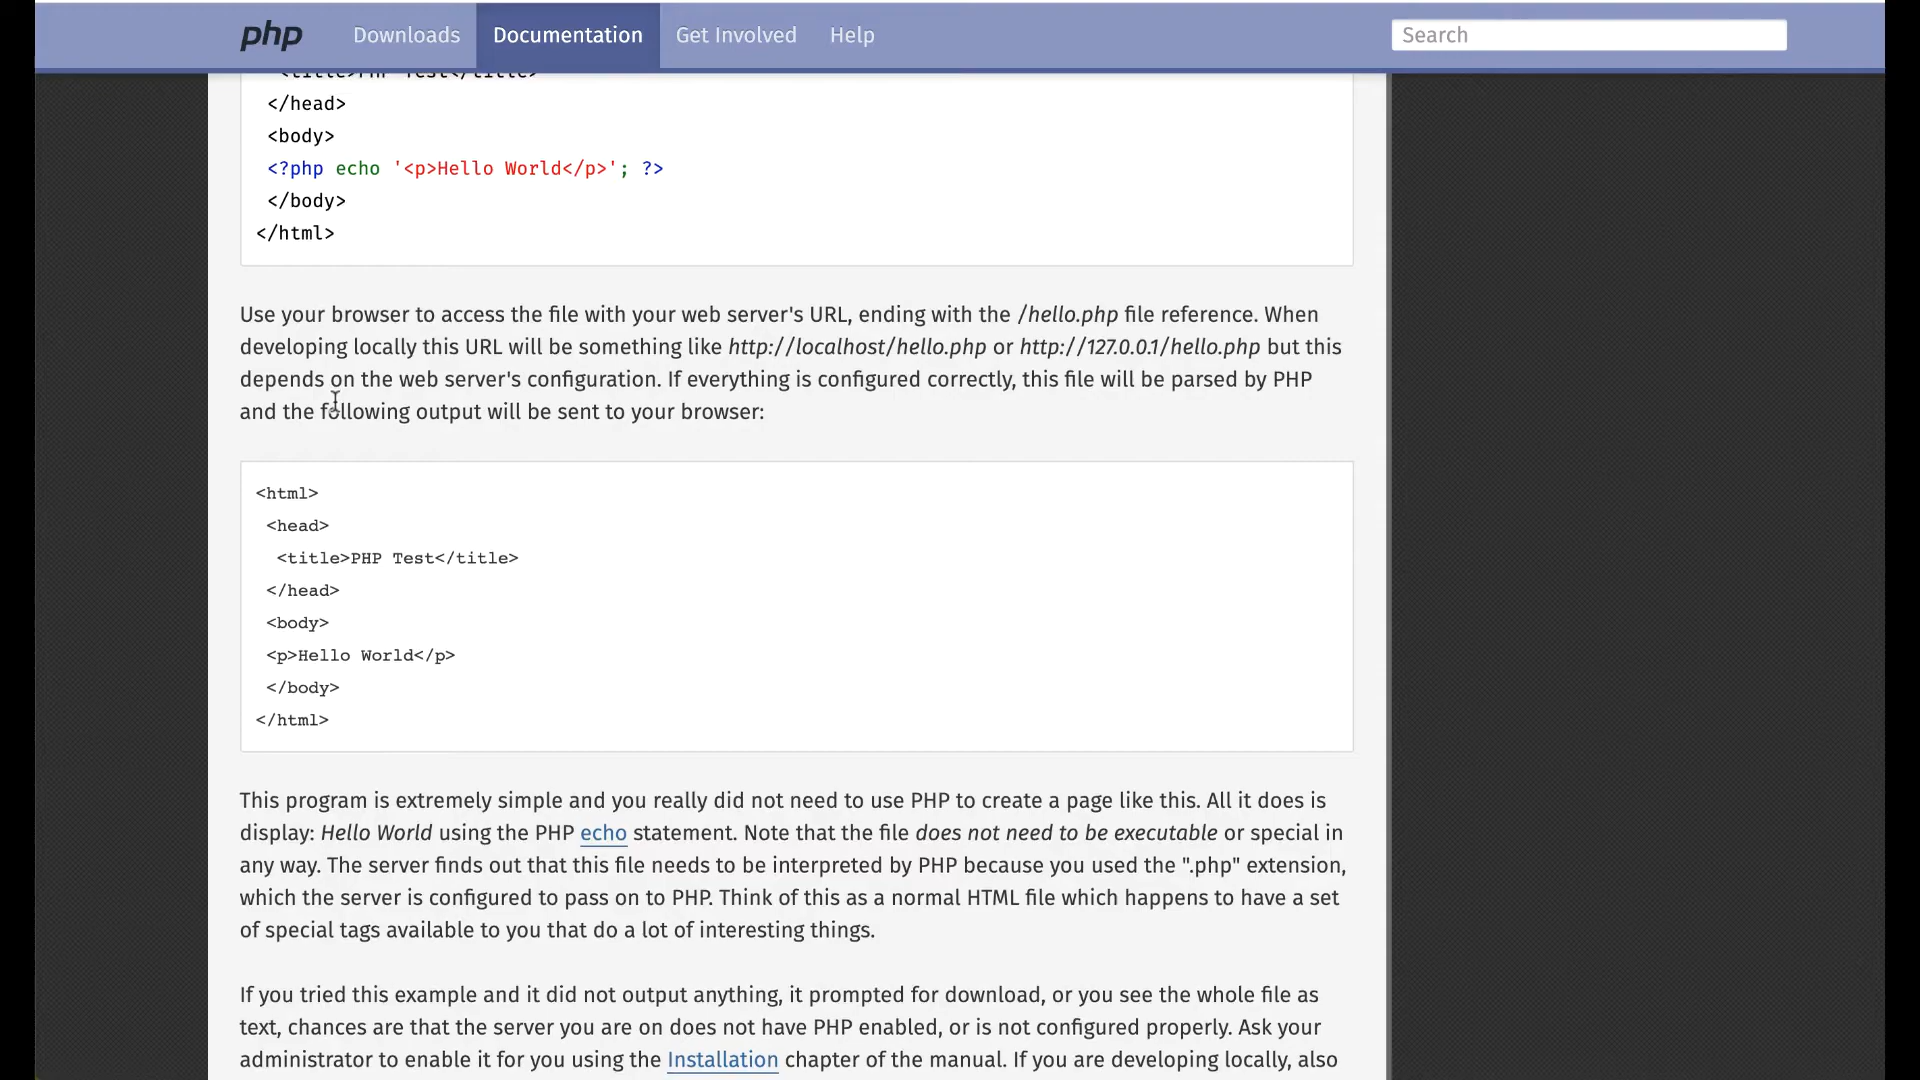 php Downloads Documentation Get Involved Help Search
<title>PHP Test</title>
</head>
<body>
<?php echo '<p>Hello World</p>'; ?>
</body>
</html>
Use your browser to access the file with your web server's URL, ending with the /hello.php file reference. When
developing locally this URL will be something like http://localhost/hello.php or http://127.0.0.1/hello.php but this
depends on the web server's configuration. If everything is configured correctly, this file will be parsed by PHP
and the following output will be sent to your browser:
<html>
<head>
<title>PHP Test</title>
</head>
<body>
<p>Hello World</p>
</body>
</html>
This program is extremely simple and you really did not need to use PHP to create a page like this. All it does is
display: Hello World using the PHP echo statement. Note that the file does not need to be executable or special in
any way. The server finds out that this file needs to be interpreted by PHP because you used the ".php" extension,
which the server is configured to pass on to PHP. Think of this as a normal HTML file which happens to have a set
of special tags available to you that do a lot of interesting things.
If you tried this example and it did not output anything, it prompted for download, or you see the whole file as
text, chances are that the server you are on does not have PHP enabled, or is not configured properly. Ask your
administrator to enable it for you using the Installation chapter of the manual. If you are developing locally, also